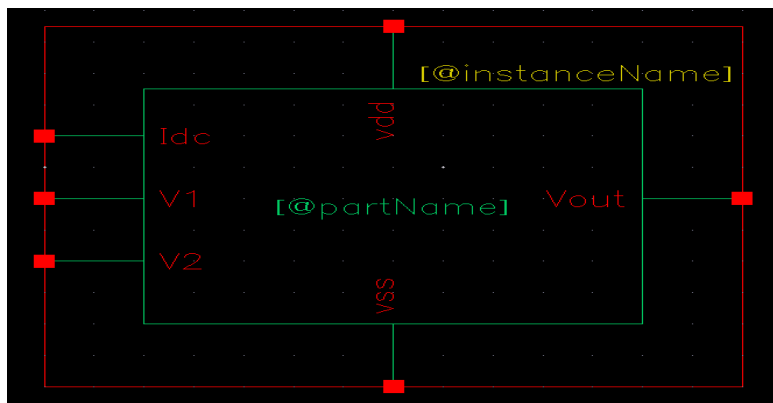 [@instanceName]
vdd
Idc
V1
[@partName]
Vout
V2
vss